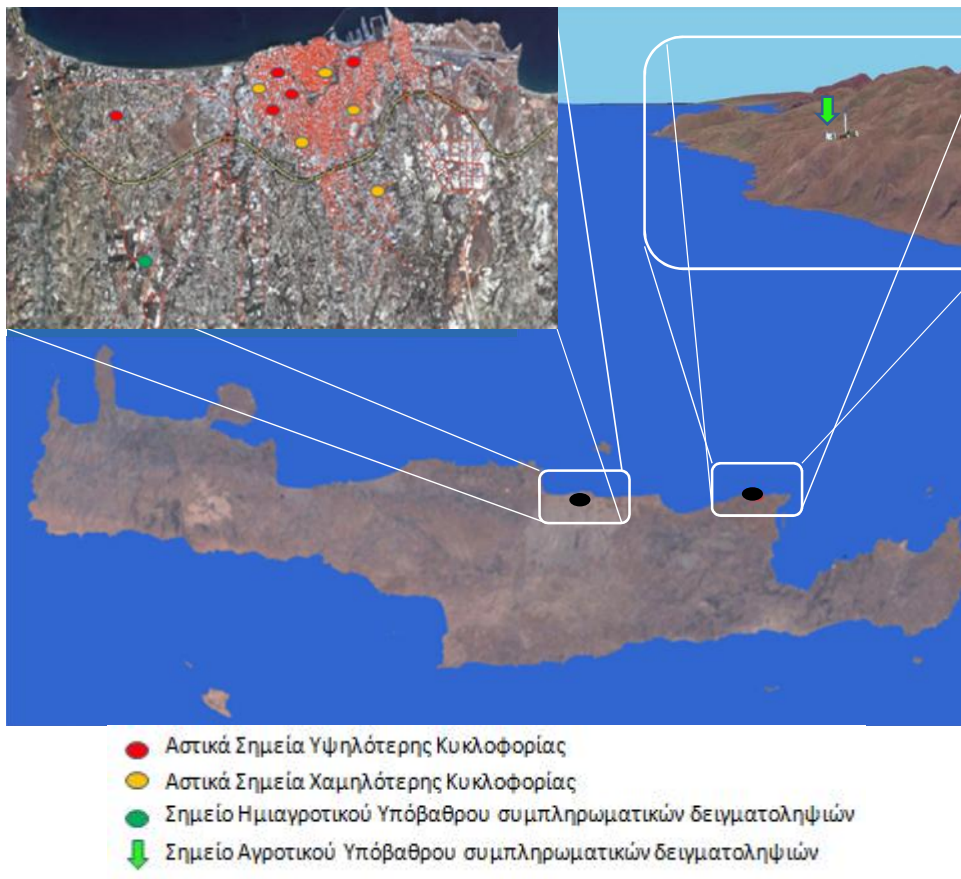 Αστικά Σημεία Υψηλότερης Κυκλοφορίας
Αστικά Σημεία Χαμηλότερης Κυκλοφορίας
Σημείο Ημιαγροτικού Υπόβαθρου συμπληρωματικών δειγματοληψιών
Σημείο Αγροτικού Υπόβαθρου συμπληρωματικών δειγματοληψιών